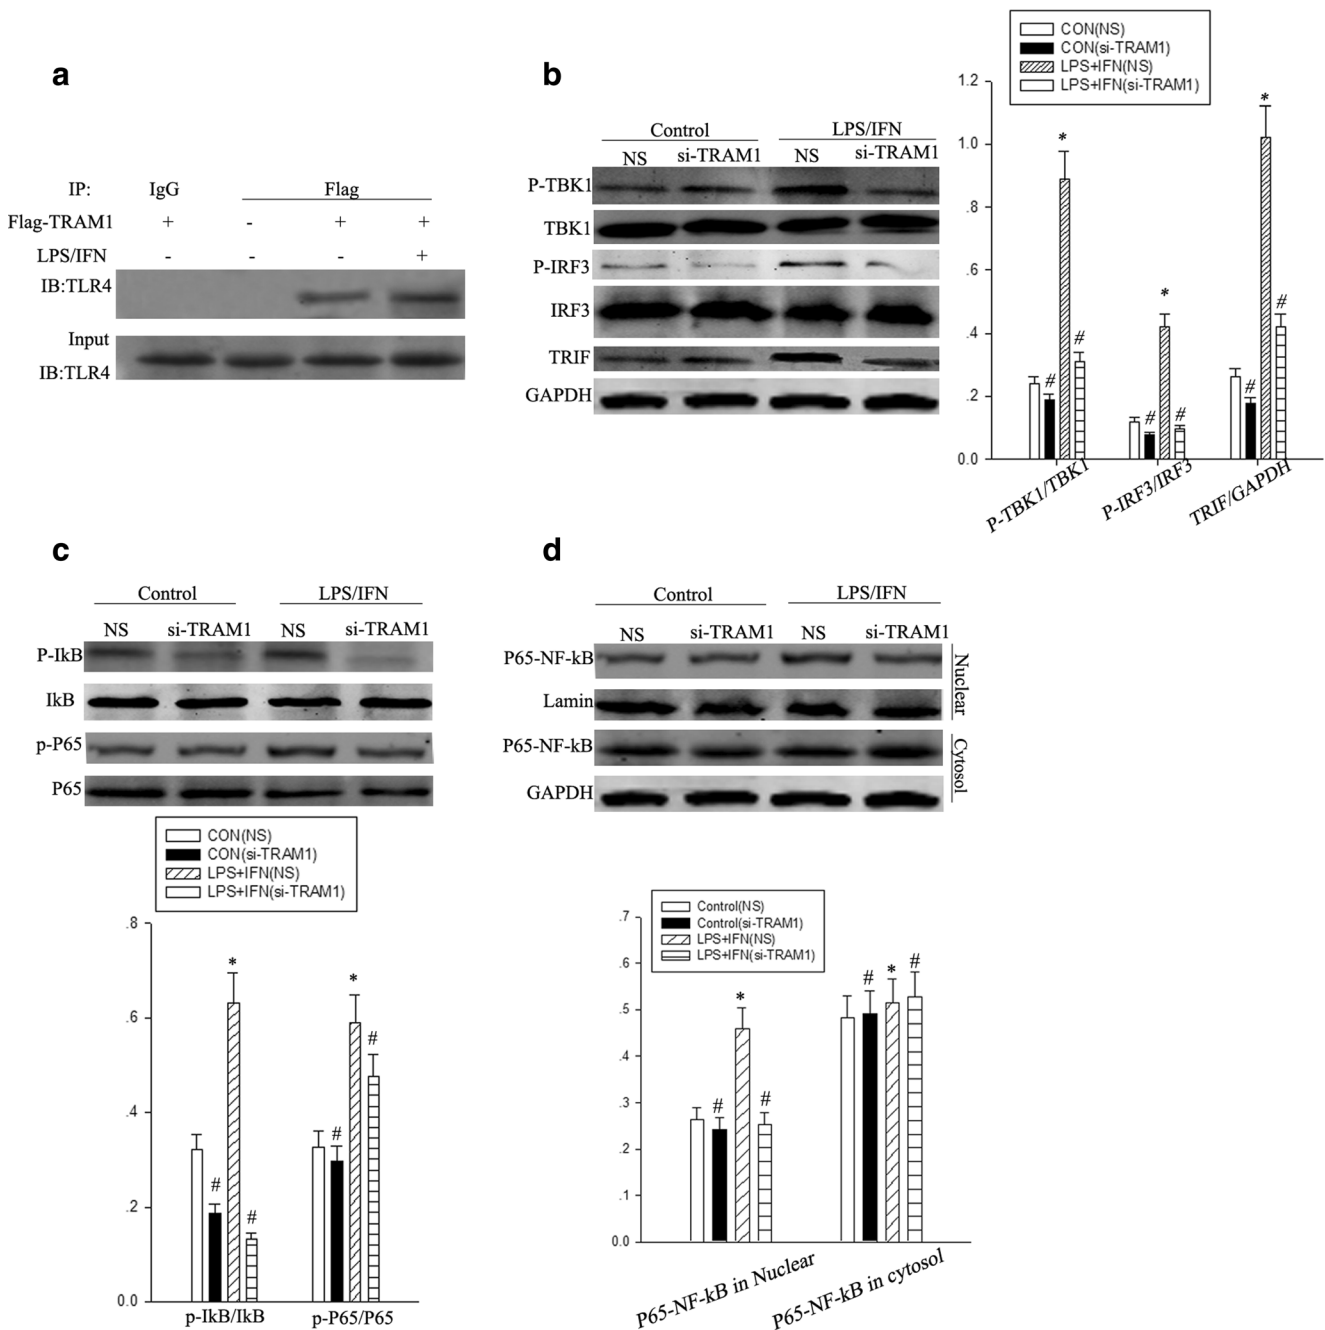 a
IP: IgG Flag
Flag-TRAM1 + - + +
LPS/IFN - - - +
IB:TLR4
Input
IB:TLR4
b
Control LPS/IFN
NS si-TRAM1 NS si-TRAM1
P-TBK1
TBK1
P-IRF3
IRF3
TRIF
GAPDH
CON(NS)
CON(si-TRAM1)
LPS+IFN(NS)
LPS+IFN(si-TRAM1)
1.2
1.0
.8
.6
.4
.2
0.0
* # #
* # #
* # #
P-TBK1/TBK1 P-IRF3/IRF3 TRIF/GAPDH
c
Control LPS/IFN
NS si-TRAM1 NS si-TRAM1
P-IkB
IkB
p-P65
P65
CON(NS)
CON(si-TRAM1)
LPS+IFN(NS)
LPS+IFN(si-TRAM1)
.8
.6
.4
.2
0.0
# * #
# * #
p-IkB/IkB p-P65/P65
d
Control LPS/IFN
NS si-TRAM1 NS si-TRAM1
P65-NF-kB
Lamin
Nuclear
P65-NF-kB
GAPDH
Cytosol
Control(NS)
Control(si-TRAM1)
LPS+IFN(NS)
LPS+IFN(si-TRAM1)
.7
.6
.5
.4
.3
.2
.1
0.0
# * #
# * #
P65-NF-kB in Nuclear P65-NF-kB in cytosol